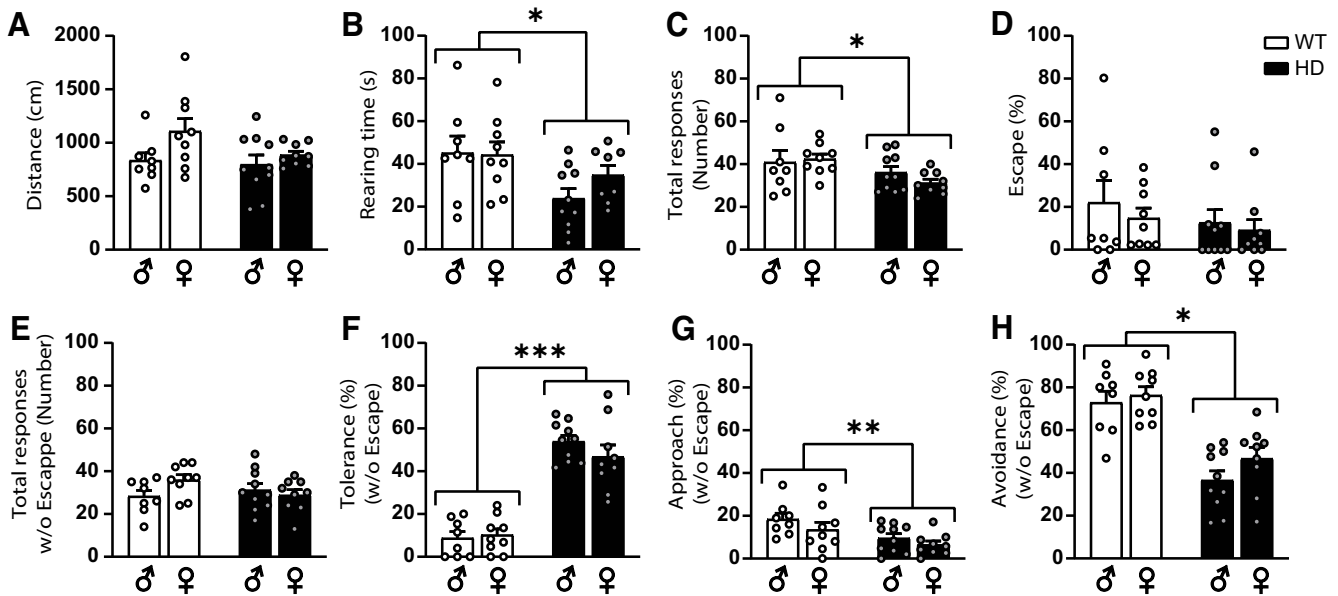 A
Distance (cm)
2000
1500
1000
500
0
♂ ♀ ♂ ♀
B
Rearing time (s)
100
80
60
40
20
0
*
♂ ♀ ♂ ♀
C
Total responses
(Number)
100
80
60
40
20
0
*
♂ ♀ ♂ ♀
D
Escape (%)
100
80
60
40
20
0
♂ ♀ ♂ ♀
WT
HD
E
Total responses
w/o Escappe (Number)
100
80
60
40
20
0
♂ ♀ ♂ ♀
F
Tolerance (%)
(w/o Escape)
100
80
60
40
20
0
***
♂ ♀ ♂ ♀
G
Approach (%)
(w/o Escape)
100
80
60
40
20
0
**
♂ ♀ ♂ ♀
H
Avoidance (%)
(w/o Escape)
100
80
60
40
20
0
*
♂ ♀ ♂ ♀